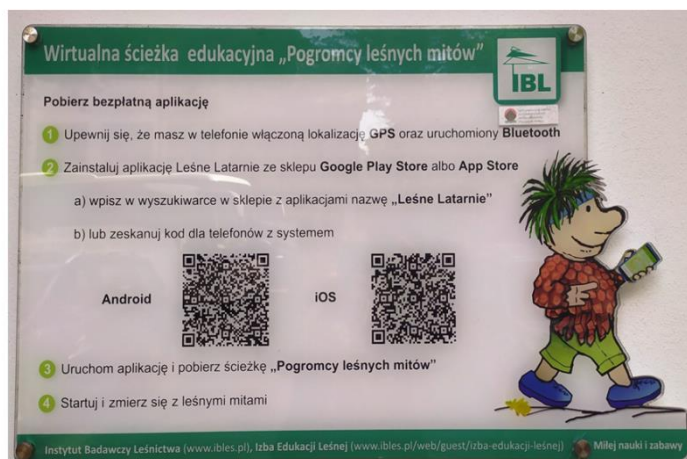 Wirtualna ścieżka edukacyjna „Pogromcy leśnych mitów”
IBL
Pobierz bezpłatną aplikację
1 Upewnij się, że masz w telefonie włączoną lokalizację GPS oraz uruchomiony Bluetooth
2 Zainstaluj aplikację Leśne Latarnie ze sklepu Google Play Store albo App Store
a) wpisz w wyszukiwarce w sklepie z aplikacjami nazwę „Leśne Latarnie”
b) lub zeskanuj kod dla telefonów z systemem
Android
iOS
3 Uruchom aplikację i pobierz ścieżkę „Pogromcy leśnych mitów”
4 Startuj i zmierz się z leśnymi mitami
Instytut Badawczy Leśnictwa (www.ibles.pl), Izba Edukacji Leśnej (www.ibles.pl/web/guest/izba-edukacji-leśnej)
Miłej nauki i zabawy